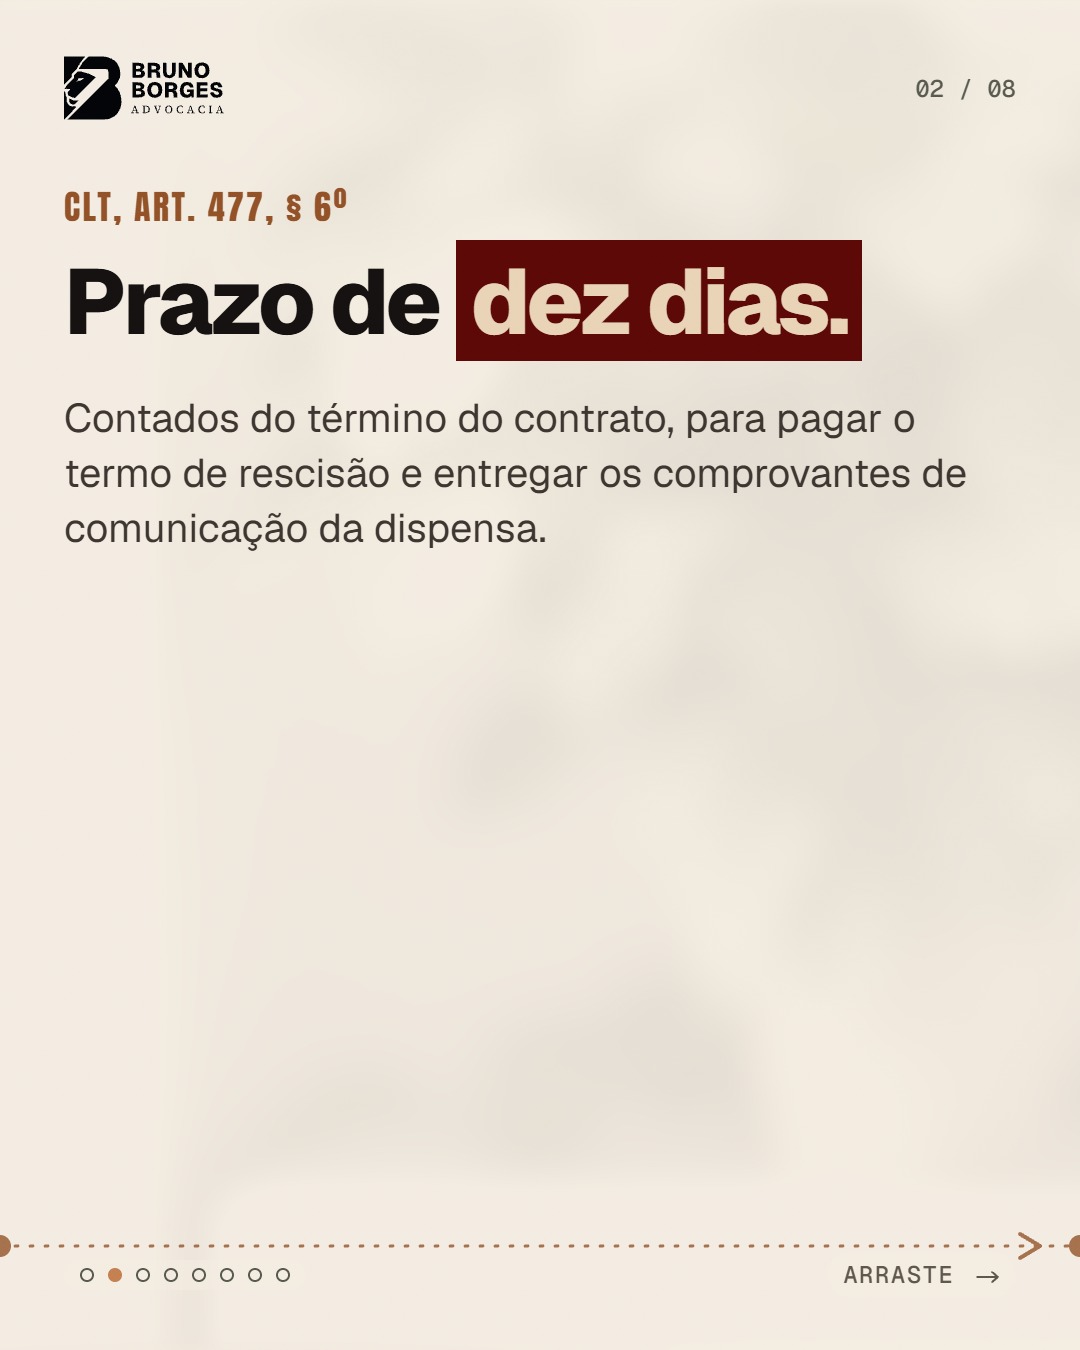 BRUNO
BORGES
ADVOCACIA
02 / 08
CLT, ART. 477, § 6º
Prazo de dez dias.
Contados do término do contrato, para pagar o
termo de rescisão e entregar os comprovantes de
comunicação da dispensa.
ARRASTE →